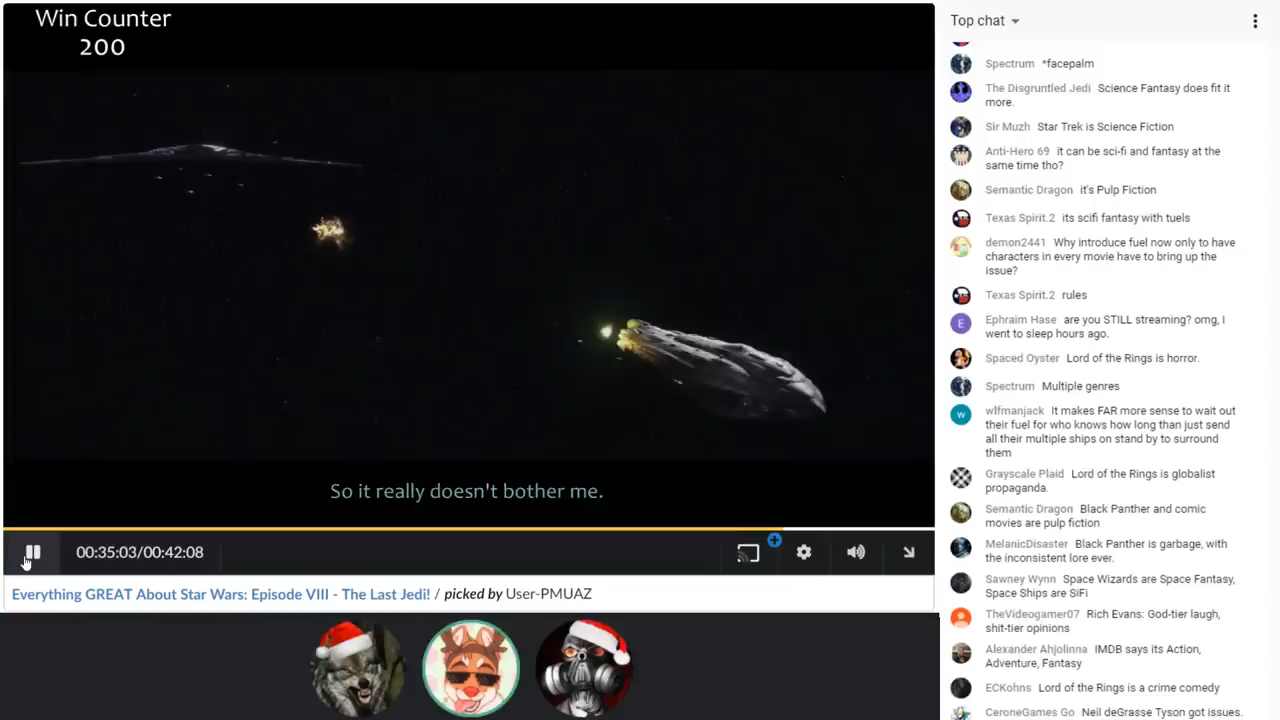 Win Counter
200
So it really doesn't bother me.
00:35:03/00:42:08
Everything GREAT About Star Wars: Episode VIII - The Last Jedi! / picked by User-PMUAZ
Top chat
Spectrum *facepalm
The Disgruntled Jedi Science Fantasy does fit it
more.
Sir Muzh Star Trek is Science Fiction
Anti-Hero 69 it can be sci-fi and fantasy at the
same time tho?
Semantic Dragon it's Pulp Fiction
Texas Spirit.2 its scifi fantasy with tuels
demon2441 Why introduce fuel now only to have
characters in every movie have to bring up the
issue?
Texas Spirit.2 rules
E
Ephraim Hase are you STILL streaming? omg, I
went to sleep hours ago.
Spaced Oyster Lord of the Rings is horror.
Spectrum Multiple genres
w
wlfmanjack It makes FAR more sense to wait out
their fuel for who knows how long than just send
all their multiple ships on stand by to surround
them
Grayscale Plaid Lord of the Rings is globalist
propaganda.
Semantic Dragon Black Panther and comic
movies are pulp fiction
MelanicDisaster Black Panther is garbage, with
the inconsistent lore ever.
Sawney Wynn Space Wizards are Space Fantasy,
Space Ships are SiFi
TheVideogamer07 Rich Evans: God-tier laugh,
shit-tier opinions
Alexander Ahjolinna IMDB says its Action,
Adventure, Fantasy
ECKohns Lord of the Rings is a crime comedy
CeroneGames Go Neil deGrasse Tyson got issues.